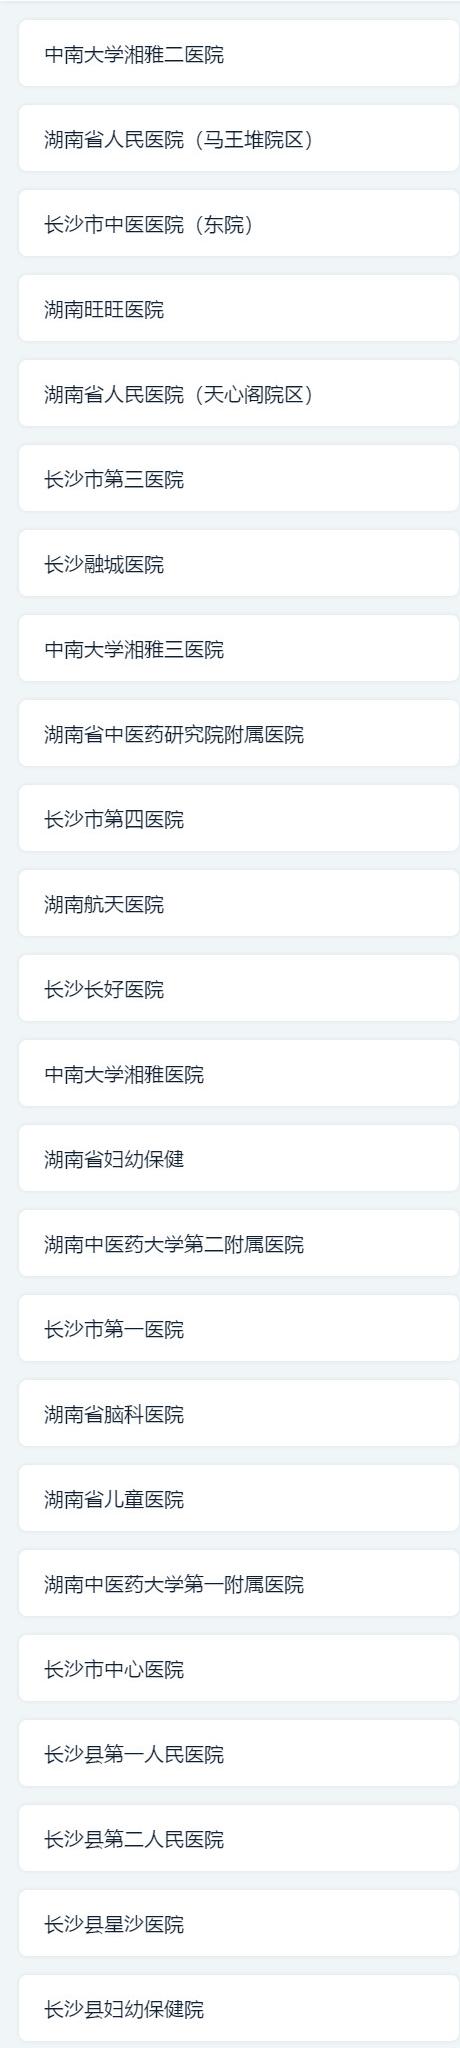 中南大学湘雅二医院
湖南省人民医院（马王堆院区）
长沙市中医医院（东院）
湖南旺旺医院
湖南省人民医院（天心阁院区）
长沙市第三医院
长沙融城医院
中南大学湘雅三医院
湖南省中医药研究院附属医院
长沙市第四医院
湖南航天医院
长沙长好医院
中南大学湘雅医院
湖南省妇幼保健
湖南中医药大学第二附属医院
长沙市第一医院
湖南省脑科医院
湖南省儿童医院
湖南中医药大学第一附属医院
长沙市中心医院
长沙县第一人民医院
长沙县第二人民医院
长沙县星沙医院
长沙县妇幼保健院